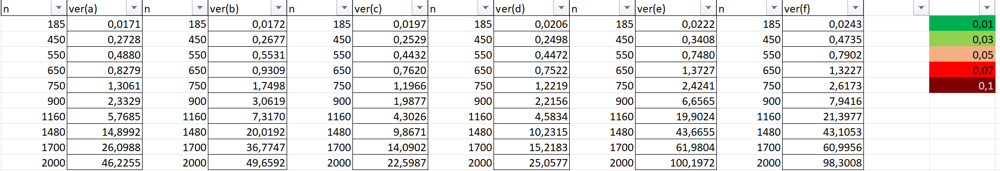 n ver(a) n ver(b) n ver(c) n ver(d) n ver(e) n ver(f)
185 0,0171 185 0,0172 185 0,0197 185 0,0206 185 0,0222 185 0,0243 0,01
450 0,2728 450 0,2677 450 0,2529 450 0,2498 450 0,3408 450 0,4735 0,03
550 0,4880 550 0,5531 550 0,4432 550 0,4472 550 0,7480 550 0,7902 0,05
650 0,8279 650 0,9309 650 0,7620 650 0,7522 650 1,3727 650 1,3227 0,07
750 1,3061 750 1,7498 750 1,1966 750 1,2219 750 2,4241 750 2,6173 0,1
900 2,3329 900 3,0619 900 1,9877 900 2,2156 900 6,6565 900 7,9416
1160 5,7685 1160 7,3170 1160 4,3026 1160 4,5834 1160 19,9024 1160 21,3977
1480 14,8992 1480 20,0192 1480 9,8671 1480 10,2315 1480 43,6655 1480 43,1053
1700 26,0988 1700 36,7747 1700 14,0902 1700 15,2183 1700 61,9804 1700 60,9956
2000 46,2255 2000 49,6592 2000 22,5987 2000 25,0577 2000 100,1972 2000 98,3008